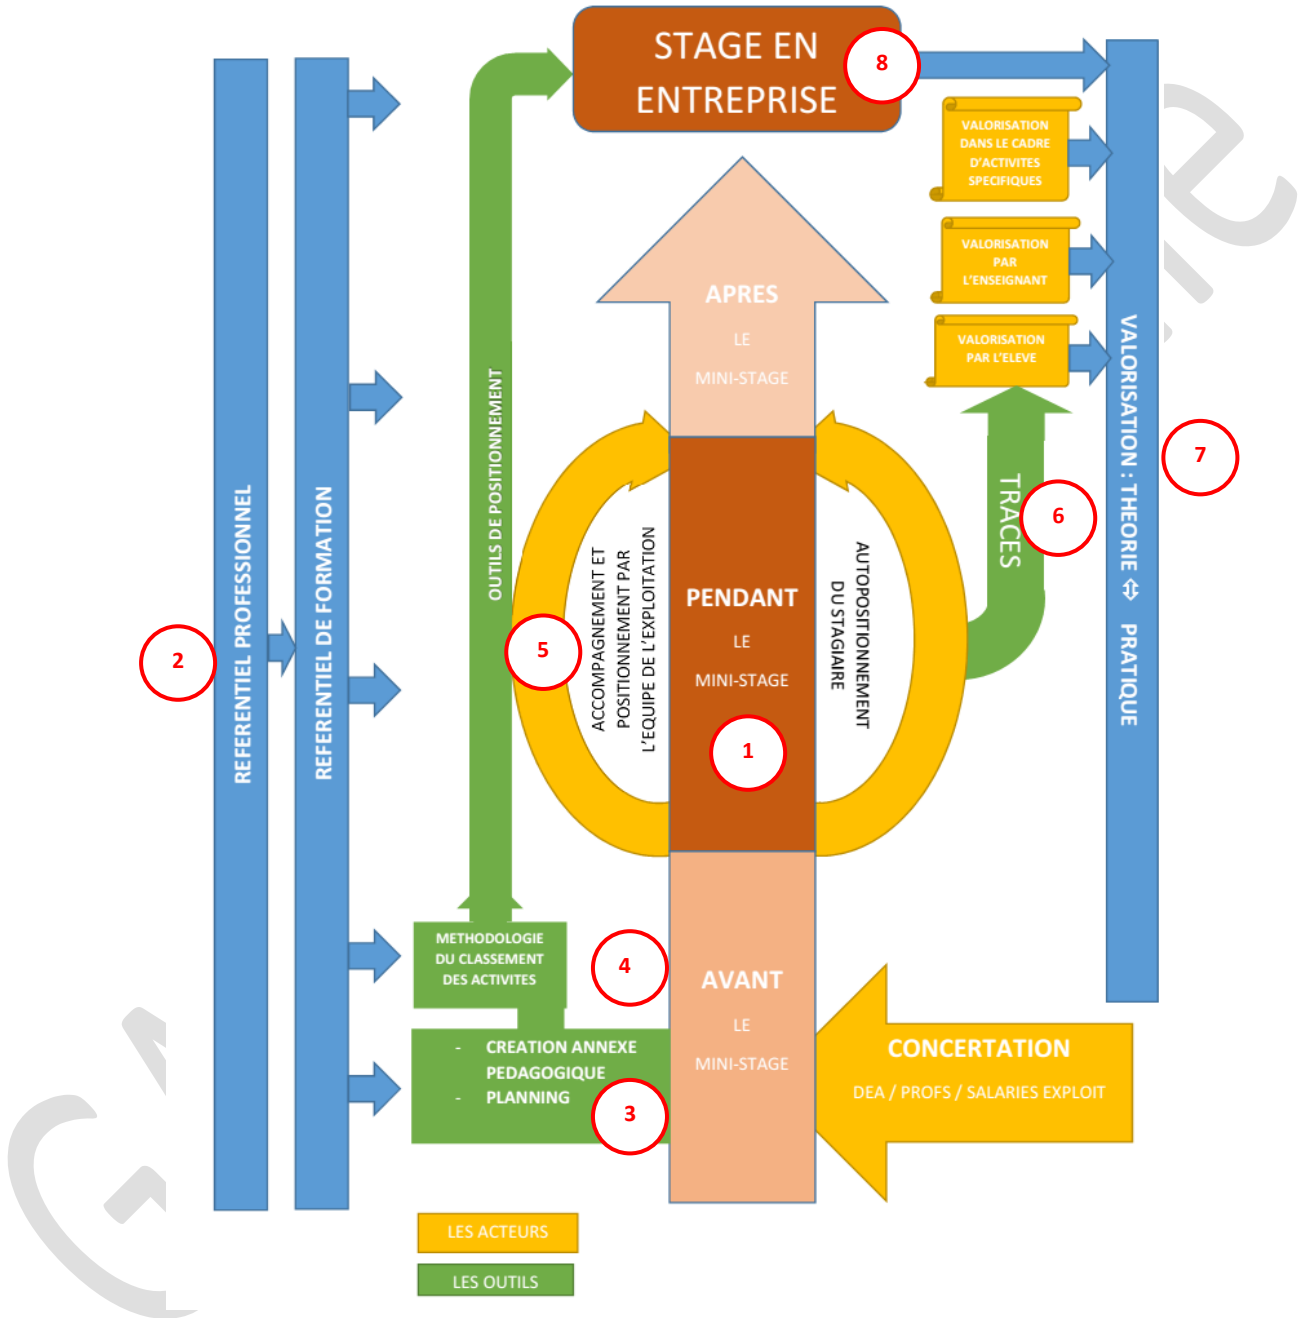 STAGE EN
ENTREPRISE
8
VALORISATION
DANS LE CADRE
D'ACTIVITES
SPECIFIQUES
VALORISATION
PAR
L'ENSEIGNANT
VALORISATION
PAR L'ELEVE
APRES
LE
MINI-STAGE
REFERENTIEL PROFESSIONNEL
2
REFERENTIEL DE FORMATION
OUTILS DE POSITIONNEMENT
5
ACCOMPAGNEMENT ET
POSITIONNEMENT PAR
L'EQUIPE DE L'EXPLOITATION
PENDANT
LE
MINI-STAGE
1
AUTOPOSITIONNEMENT
DU STAGIAIRE
TRACES
6
VALORISATION : THEORIE ⇔ PRATIQUE
7
METHODOLOGIE
DU CLASSEMENT
DES ACTIVITES
4
AVANT
LE
MINI-STAGE
- CREATION ANNEXE
PEDAGOGIQUE
- PLANNING
3
CONCERTATION
DEA / PROFS / SALARIES EXPLOIT
LES ACTEURS
LES OUTILS